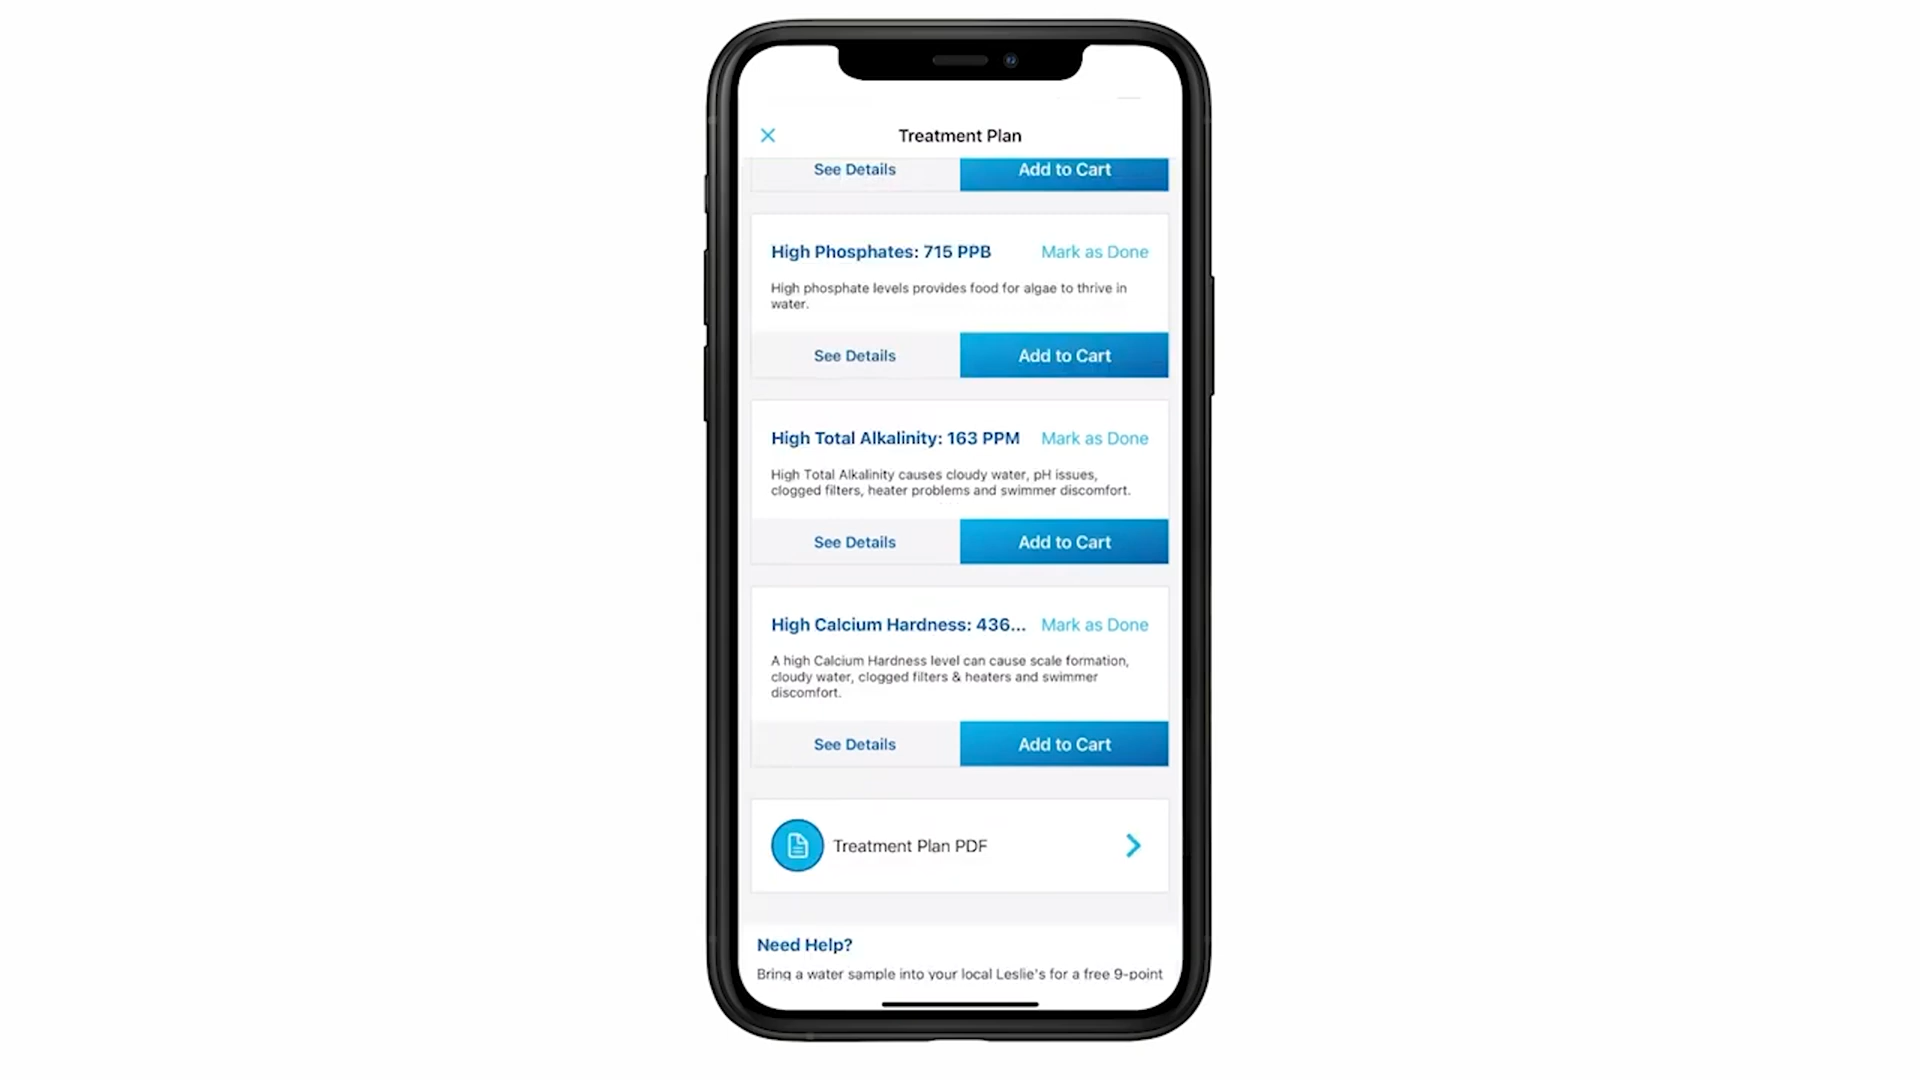 Treatment Plan
See Details
Add to Cart
High Phosphates: 715 PPB
Mark as Done
High phosphate levels provides food for algae to thrive in
water.
See Details
Add to Cart
High Total Alkalinity: 163 PPM
Mark as Done
High Total Alkalinity causes cloudy water, pH issues,
clogged filters, heater problems and swimmer discomfort.
See Details
Add to Cart
High Calcium Hardness: 436...
Mark as Done
A high Calcium Hardness level can cause scale formation,
cloudy water, clogged filters & heaters and swimmer
discomfort.
See Details
Add to Cart
Treatment Plan PDF
Need Help?
Bring a water sample into your local Leslie's for a free 9-point